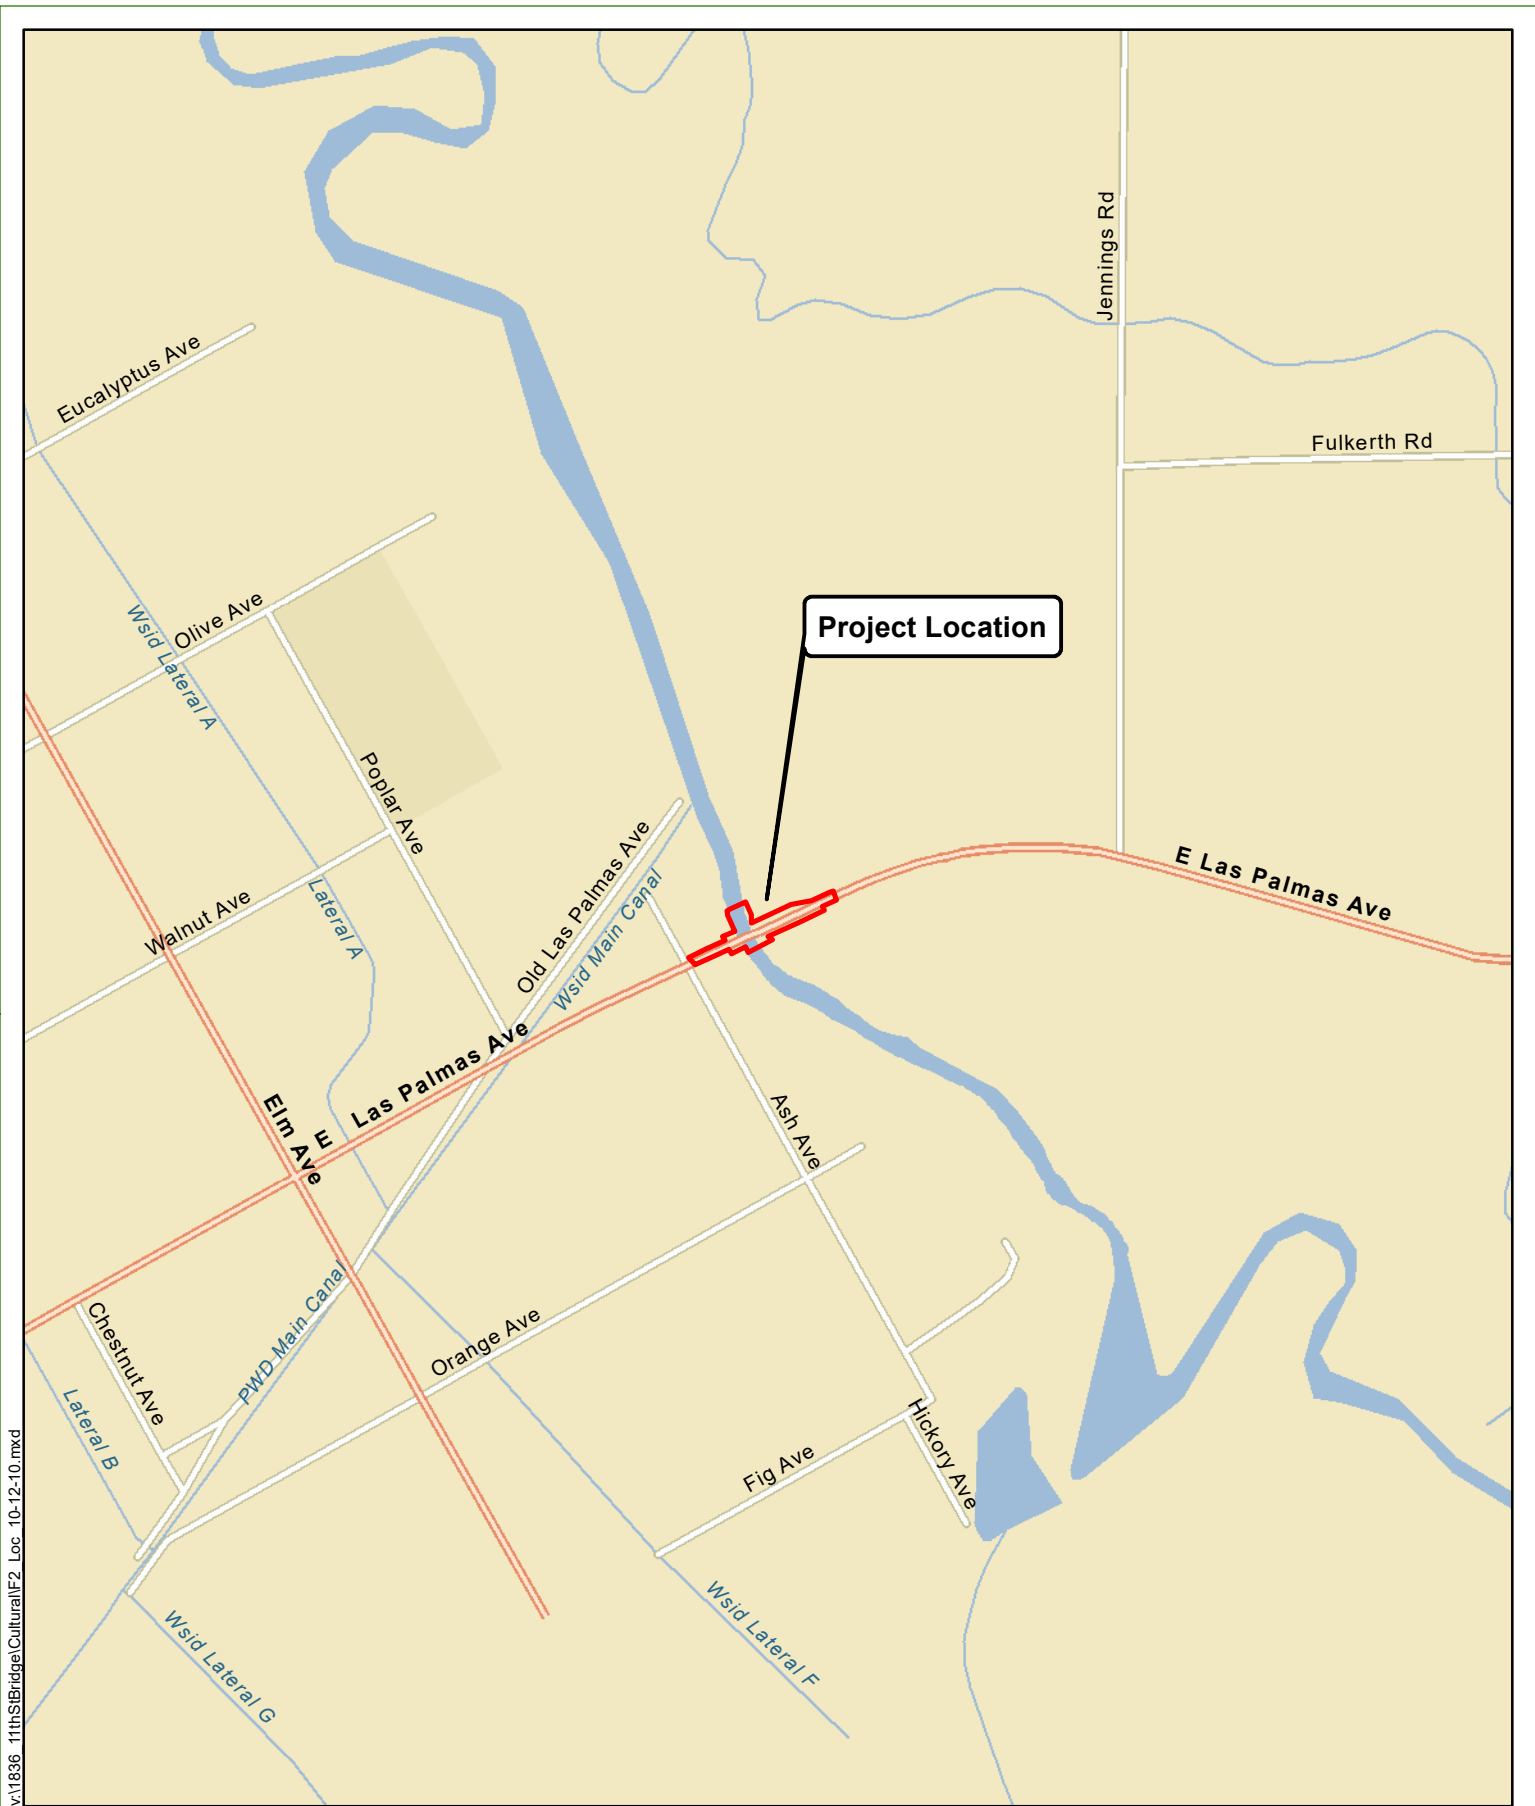 Jennings Rd
Eucalyptus Ave
Fulkerth Rd
Olive Ave
Wsid Lateral A
Project Location
Poplar Ave
Old Las Palmas Ave
E Las Palmas Ave
Wsid Main Canal
Walnut Ave
Lateral A
E Las Palmas Ave
Elm Ave
Ash Ave
PWD Main Canal
Chestnut Ave
Orange Ave
Lateral B
Hickory Ave
Fig Ave
Wsid Lateral F
Wsid Lateral G
v:\1836_11thStBridge\Cultural\F2_Loc_10-12-10.mxd